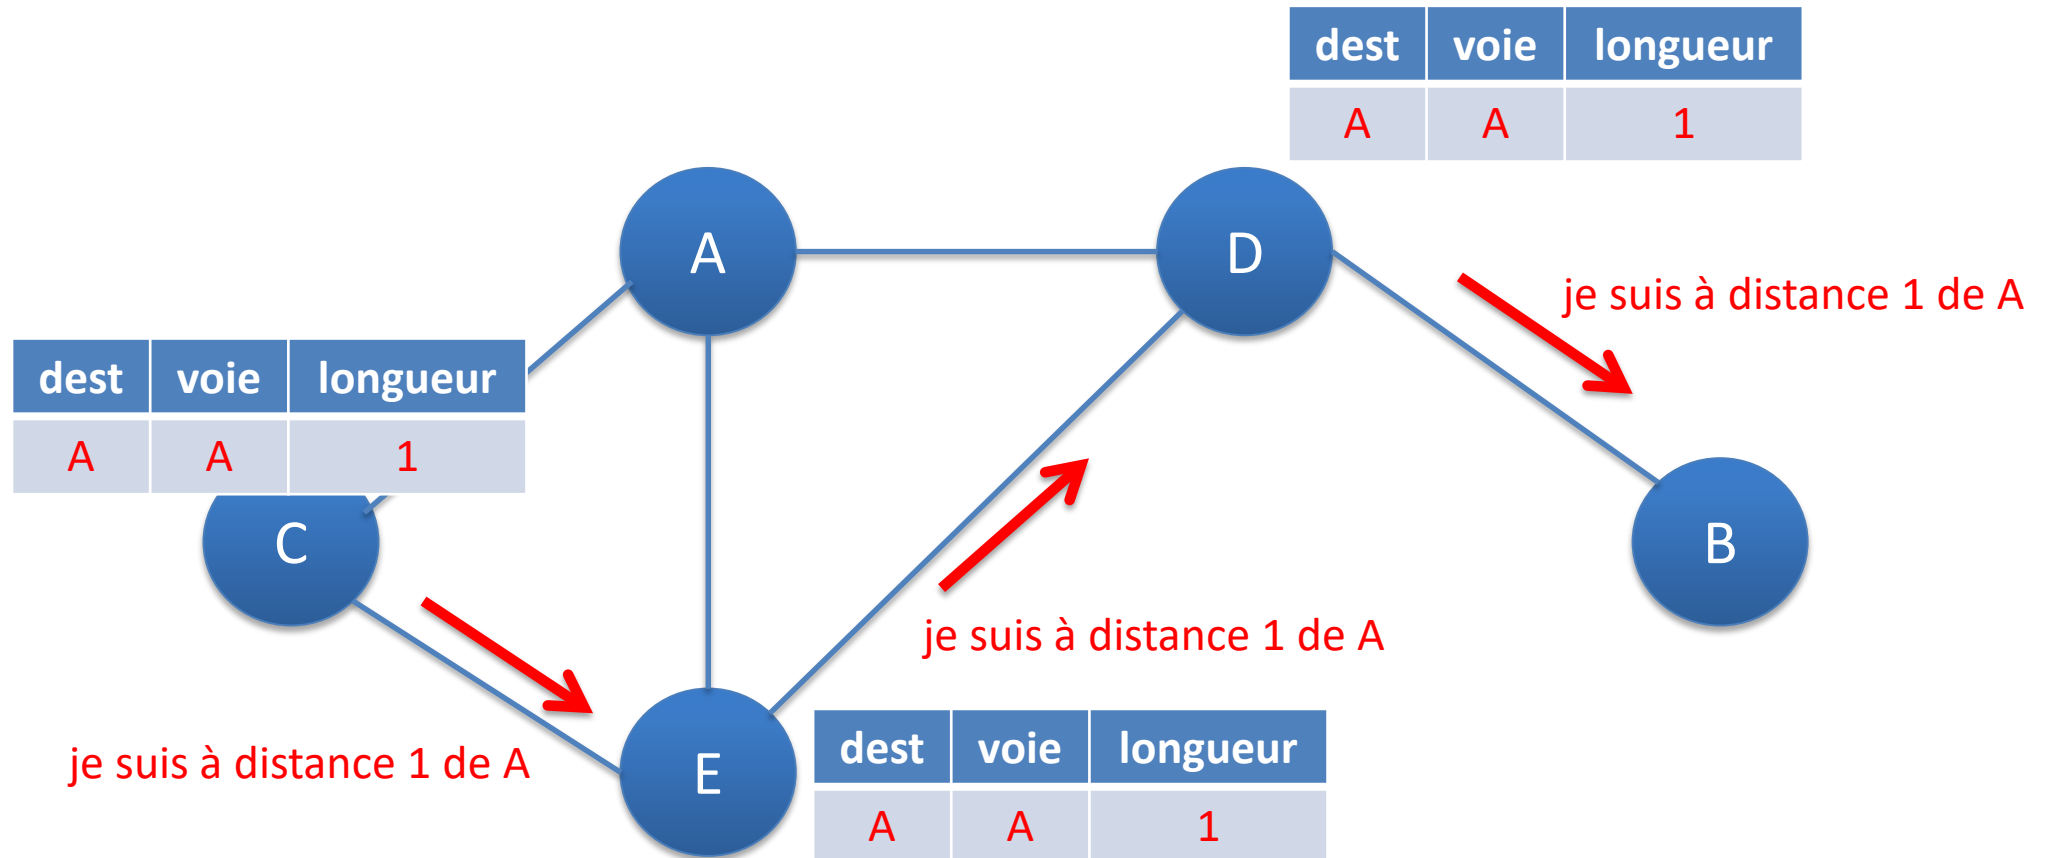 dest voie longueur
A A 1
A
D
je suis à distance 1 de A
dest voie longueur
A A 1
C
B
je suis à distance 1 de A
je suis à distance 1 de A
E
dest voie longueur
A A 1